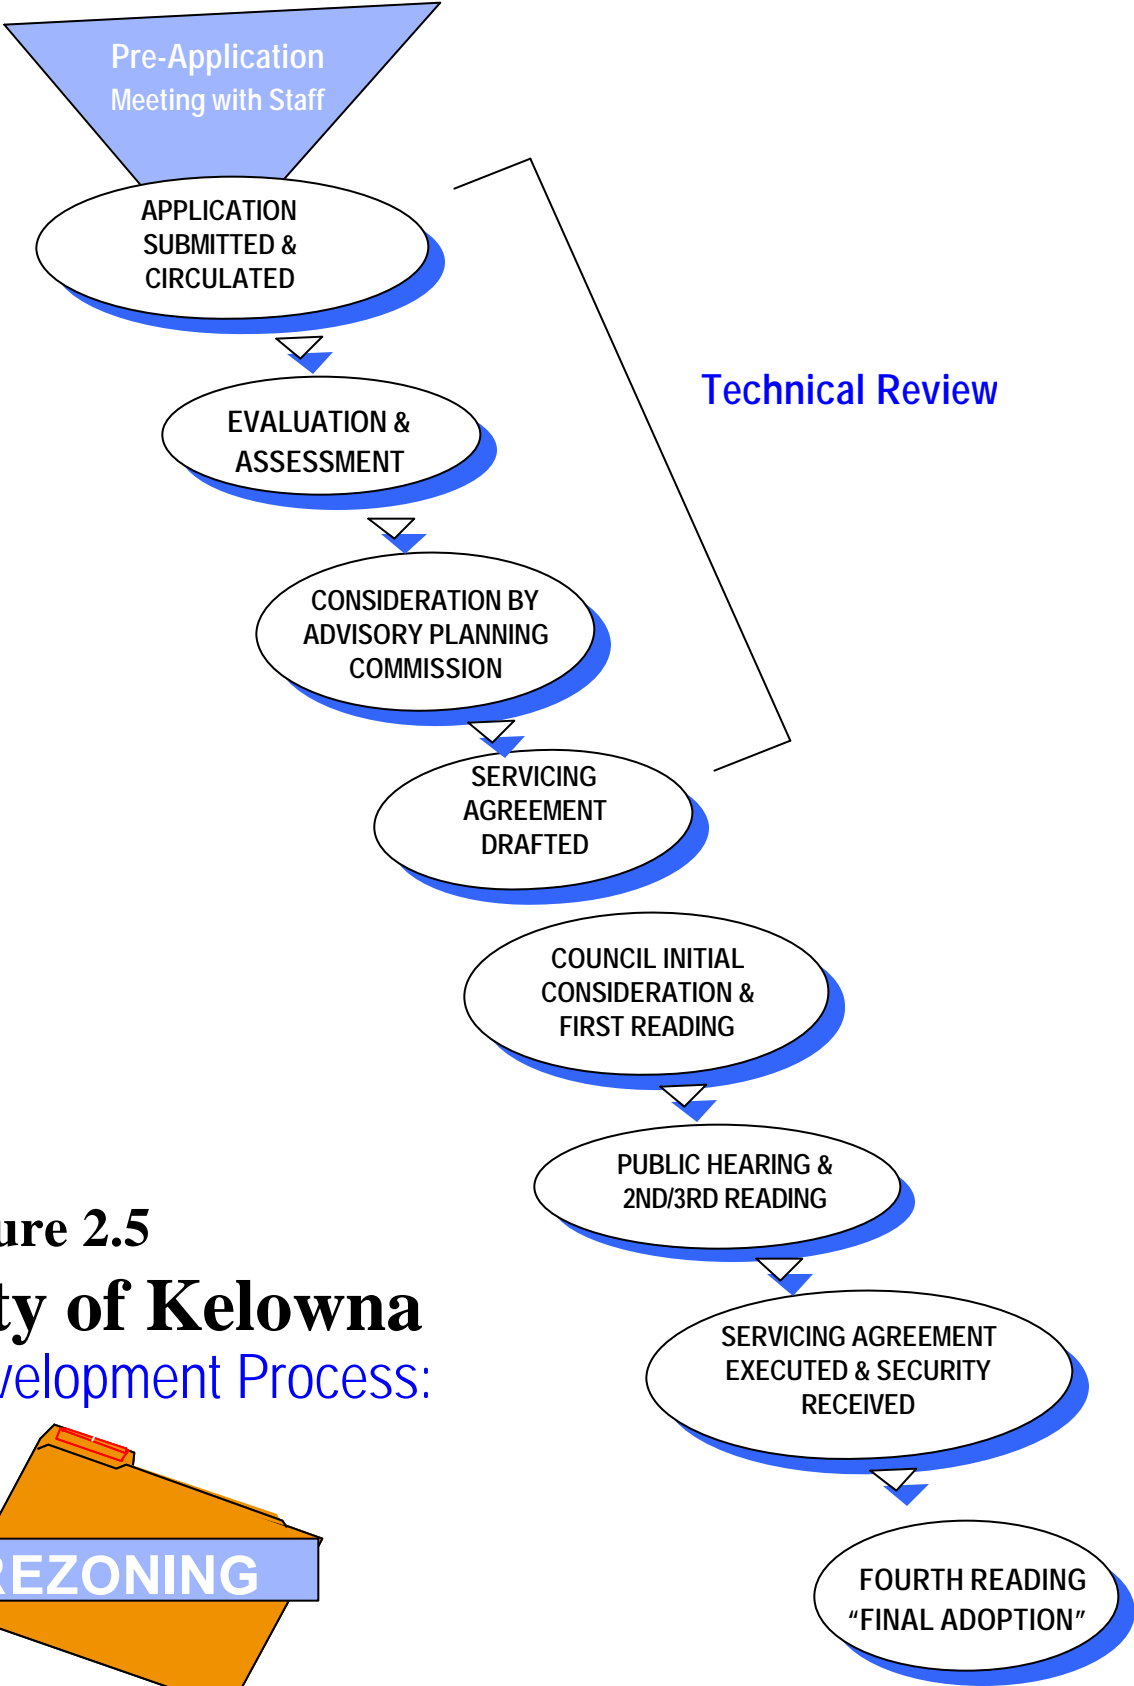 Pre-Application
Meeting with Staff
APPLICATION
SUBMITTED &
CIRCULATED
Technical Review
EVALUATION &
ASSESSMENT
CONSIDERATION BY
ADVISORY PLANNING
COMMISSION
SERVICING
AGREEMENT
DRAFTED
COUNCIL INITIAL
CONSIDERATION &
FIRST READING
PUBLIC HEARING &
2ND/3RD READING
SERVICING AGREEMENT
EXECUTED & SECURITY
RECEIVED
FOURTH READING
“FINAL ADOPTION”
ure 2.5
ty of Kelowna
velopment Process:
REZONING